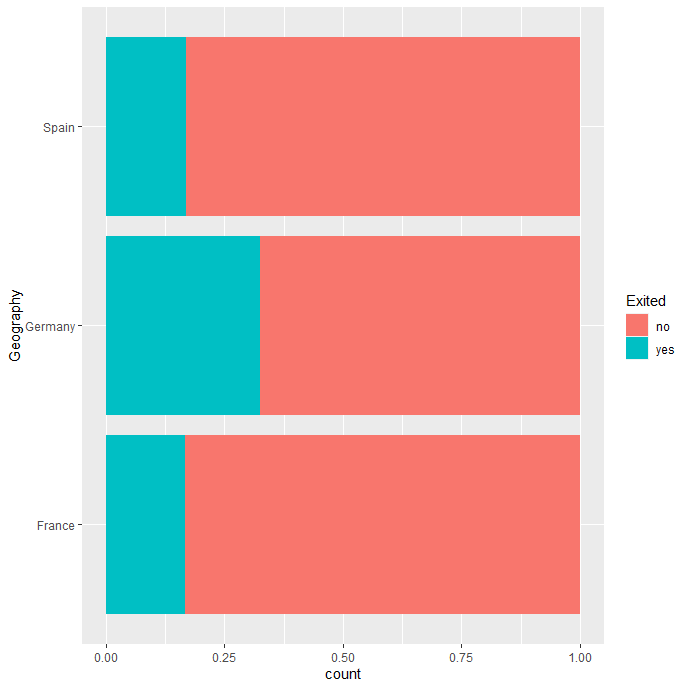 Spain
Germany
France
Geography
0.00 0.25 0.50 0.75 1.00
count
Exited
no
yes